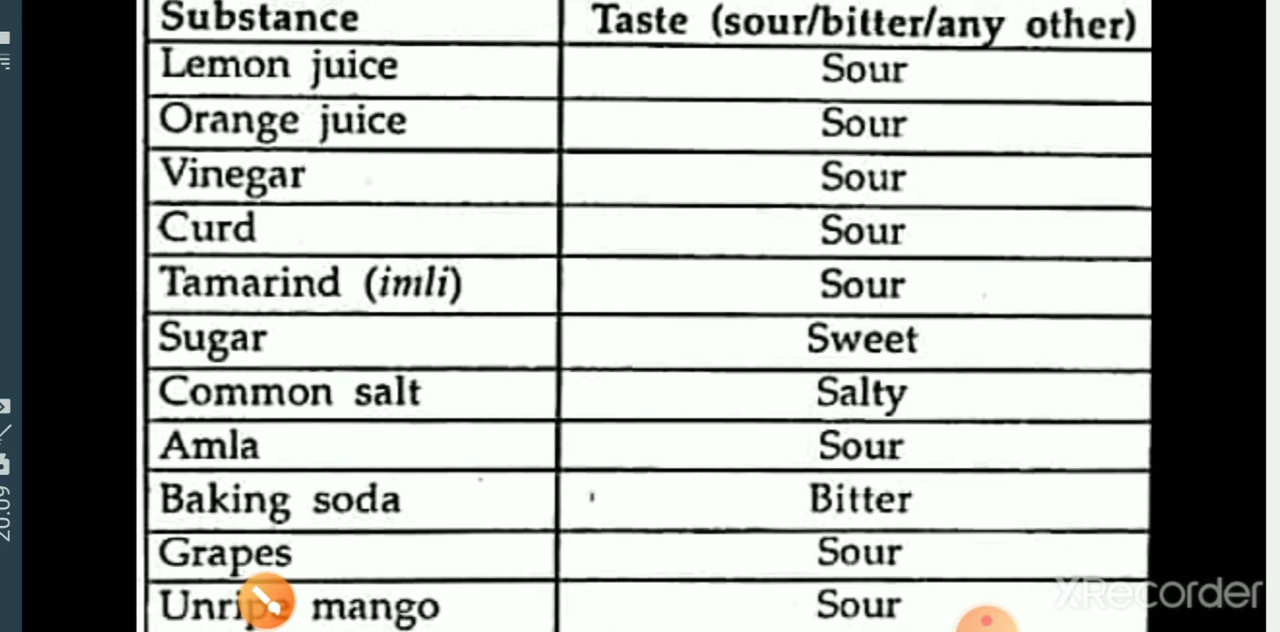 Substance Taste (sour/bitter/any other)
Lemon juice Sour
Orange juice Sour
Vinegar Sour
Curd Sour
Tamarind (imli) Sour
Sugar Sweet
Common salt Salty
Amla Sour
Baking soda Bitter
Grapes Sour
Unripe mango Sour
XRecorder
20:09